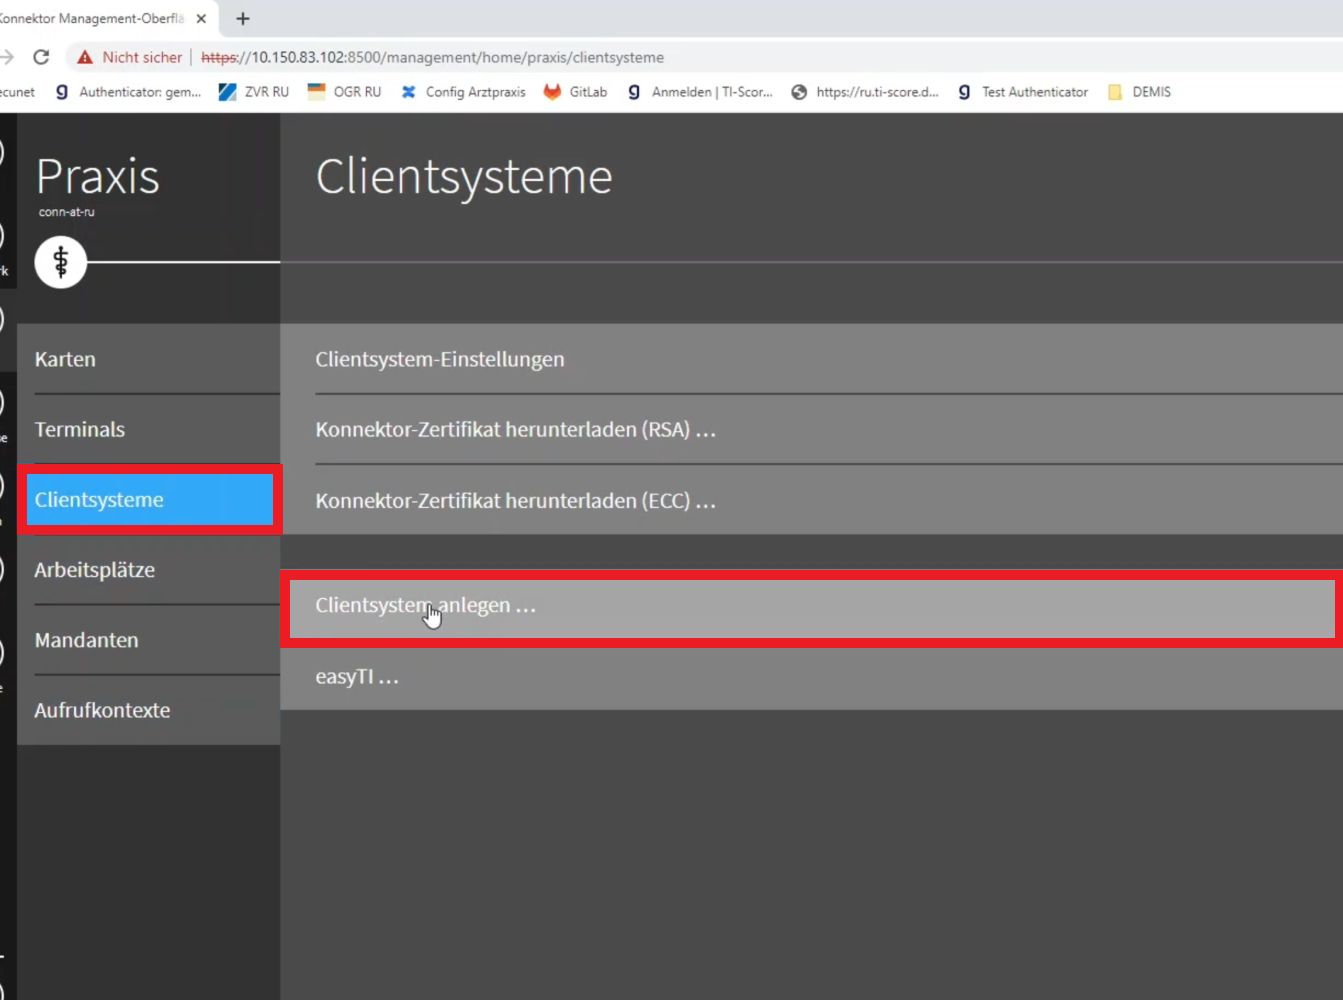 Konnektor Management-Oberflä
Nicht sicher https://10.150.83.102:8500/management/home/praxis/clientsysteme
ecunet Authenticator: gem... ZVR RU OGR RU Config Arztpraxis GitLab Anmelden | TI-Scor... https://ru.ti-score.d... Test Authenticator DEMIS
Praxis
conn-at-ru
Karten
Terminals
Clientsysteme
Arbeitsplätze
Mandanten
Aufrufkontexte
Clientsysteme
Clientsystem-Einstellungen
Konnektor-Zertifikat herunterladen (RSA) ...
Konnektor-Zertifikat herunterladen (ECC) ...
Clientsystem anlegen ...
easyTI ...